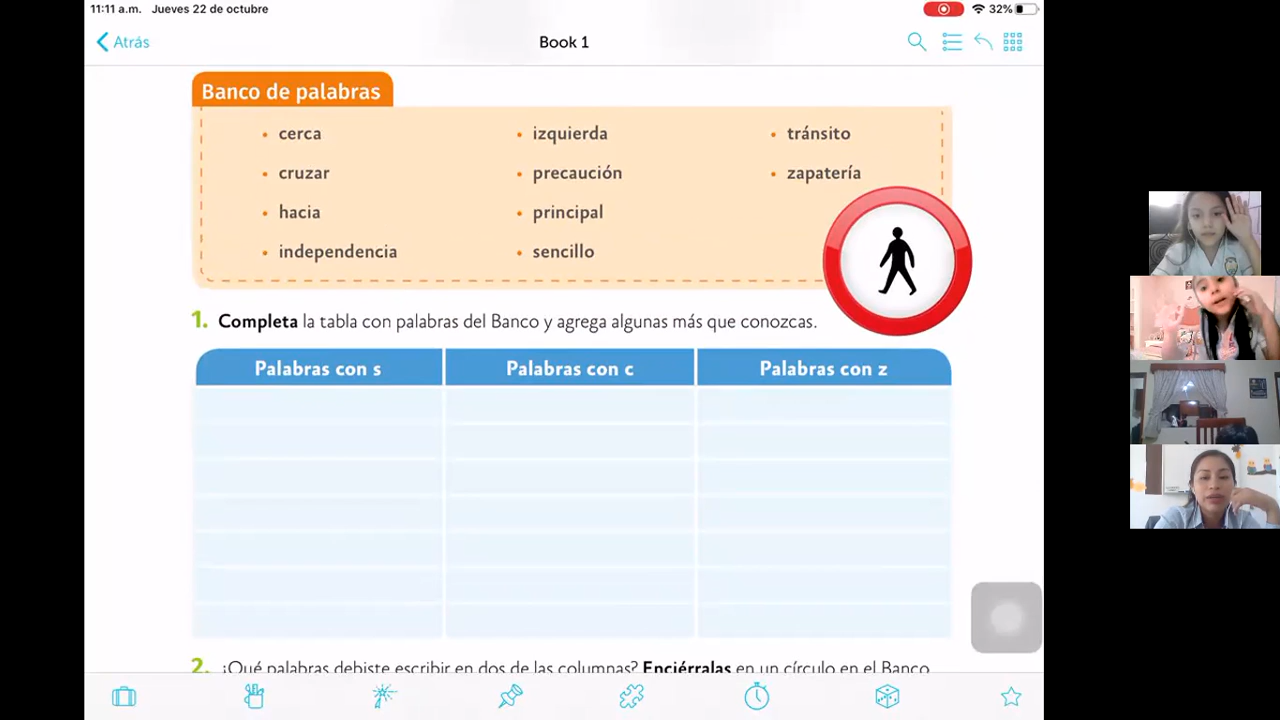 11:11 a.m. Jueves 22 de octubre 32%
Atrás Book 1
Banco de palabras
• cerca • izquierda • tránsito
• cruzar • precaución • zapatería
• hacia • principal
• independencia • sencillo
1. Completa la tabla con palabras del Banco y agrega algunas más que conozcas.
Palabras con s Palabras con c Palabras con z
2. ¿Qué palabras debiste escribir en dos de las columnas? Enciérralas en un círculo en el Banco